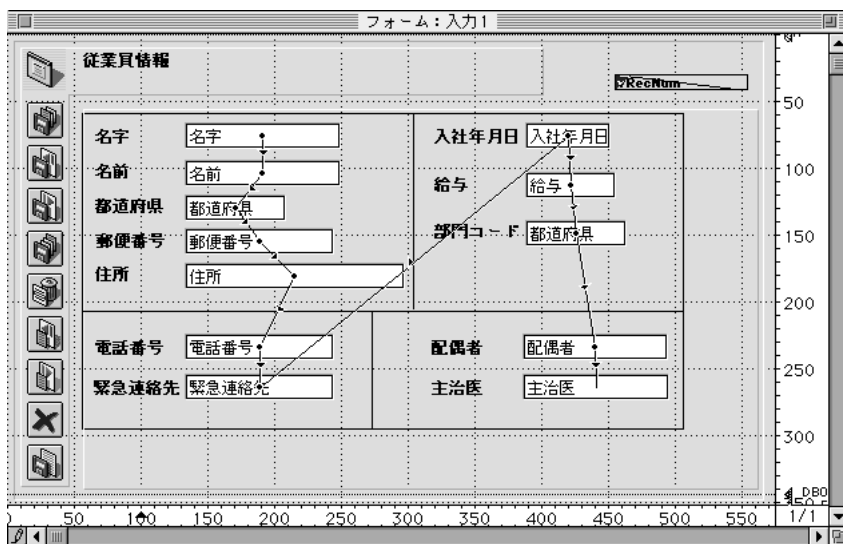 フォーム：入力1
従業員情報
RecNum
50
名字 名字 入社年月日 入社年月日
名前 名前 100
給与 給与
都道府県 都道府県
郵便番号 郵便番号 部門コード 都道府県 150
住所 住所
200
電話番号 電話番号 配偶者 配偶者
250
緊急連絡先 緊急連絡先 主治医 主治医
300
50 100 150 200 250 300 350 400 450 500 550 1/1